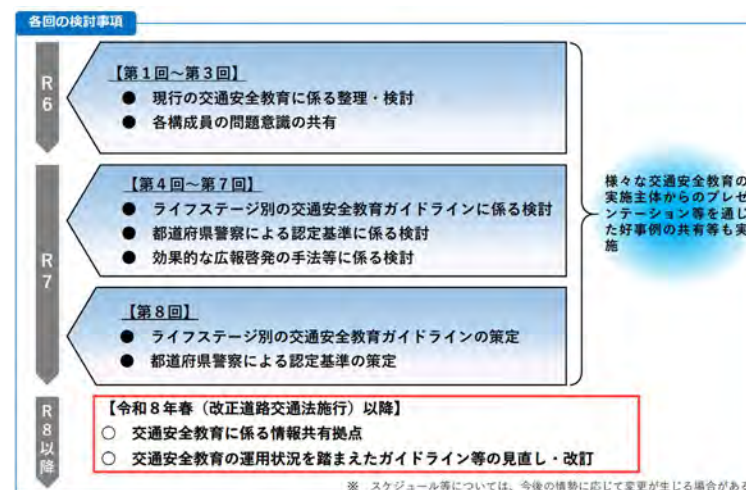 各回の検討事項
R6
【第1回~第3回】
● 現行の交通安全教育に係る整理・検討
● 各構成員の問題意識の共有
R7
【第4回~第7回】
● ライフステージ別の交通安全教育ガイドラインに係る検討
● 都道府県警察による認定基準に係る検討
● 効果的な広報啓発の手法等に係る検討
【第8回】
● ライフステージ別の交通安全教育ガイドラインの策定
● 都道府県警察による認定基準の策定
様々な交通安全教育の
実施主体からのプレゼ
ンテーション等を通じ
た好事例の共有等も実
施
R8以降
【令和8年春(改正道路交通法施行)以降】
○ 交通安全教育に係る情報共有拠点
○ 交通安全教育の運用状況を踏まえたガイドライン等の見直し・改訂
※ スケジュール等については、今後の情勢に応じて変更が生じる場合がある